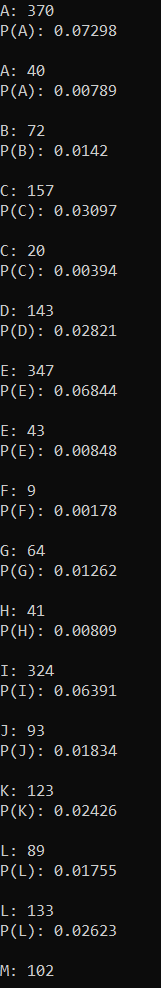 A: 370
P(A): 0.07298
A: 40
P(A): 0.00789
B: 72
P(B): 0.0142
C: 157
P(C): 0.03097
C: 20
P(C): 0.00394
D: 143
P(D): 0.02821
E: 347
P(E): 0.06844
E: 43
P(E): 0.00848
F: 9
P(F): 0.00178
G: 64
P(G): 0.01262
H: 41
P(H): 0.00809
I: 324
P(I): 0.06391
J: 93
P(J): 0.01834
K: 123
P(K): 0.02426
L: 89
P(L): 0.01755
L: 133
P(L): 0.02623
M: 102